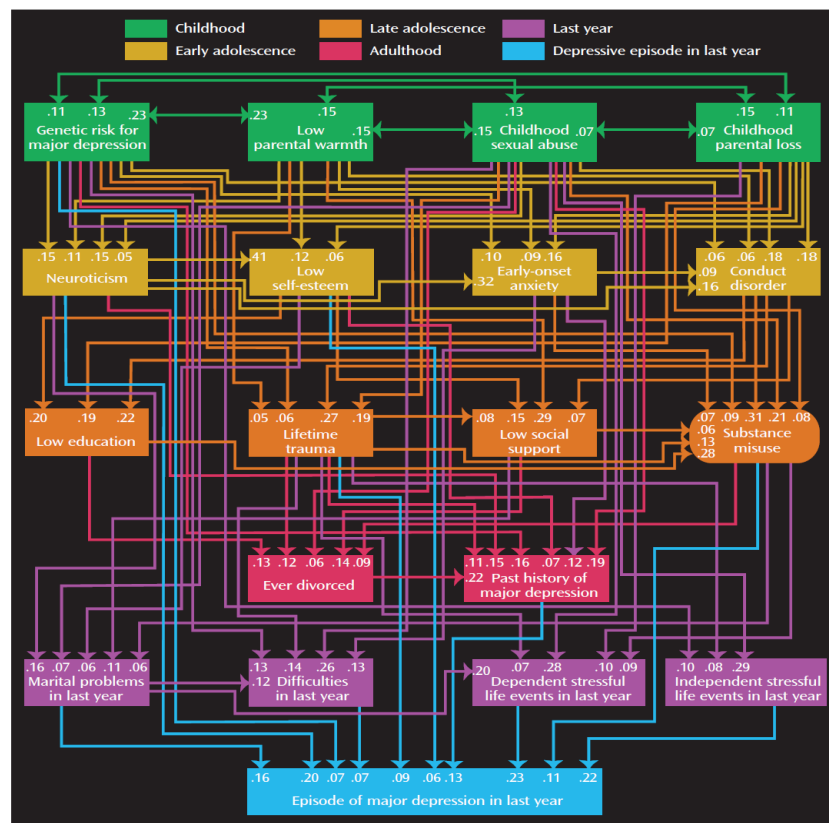 Childhood Late adolescence Last year
Early adolescence Adulthood Depressive episode in last year
.11 .13 .23 .23 .15 .13 .15 .11
Genetic risk for Low Childhood Childhood
major depression parental warmth .15 .15 sexual abuse .07 .07 parental loss
.15 .11 .15 .05 .41 .12 .06 .10 .09 .16 .06 .06 .18 .18
Neuroticism Low Early-onset .09 Conduct
self-esteem .32 anxiety .16 disorder
.20 .19 .22 .05 .06 .27 .19 .08 .15 .29 .07 .07 .09 .31 .21 .08
Low education Lifetime Low social .06 Substance
trauma support .13 misuse
.28
.13 .12 .06 .14 .09 .11 .15 .16 .07 .12 .19
Ever divorced .22 Past history of
major depression
.16 .07 .06 .11 .06 .13 .14 .26 .13 .20 .07 .28 .10 .09 .10 .08 .29
Marital problems .12 Difficulties Dependent stressful Independent stressful
in last year in last year life events in last year life events in last year
.16 .20 .07 .07 .09 .06 .13 .23 .11 .22
Episode of major depression in last year